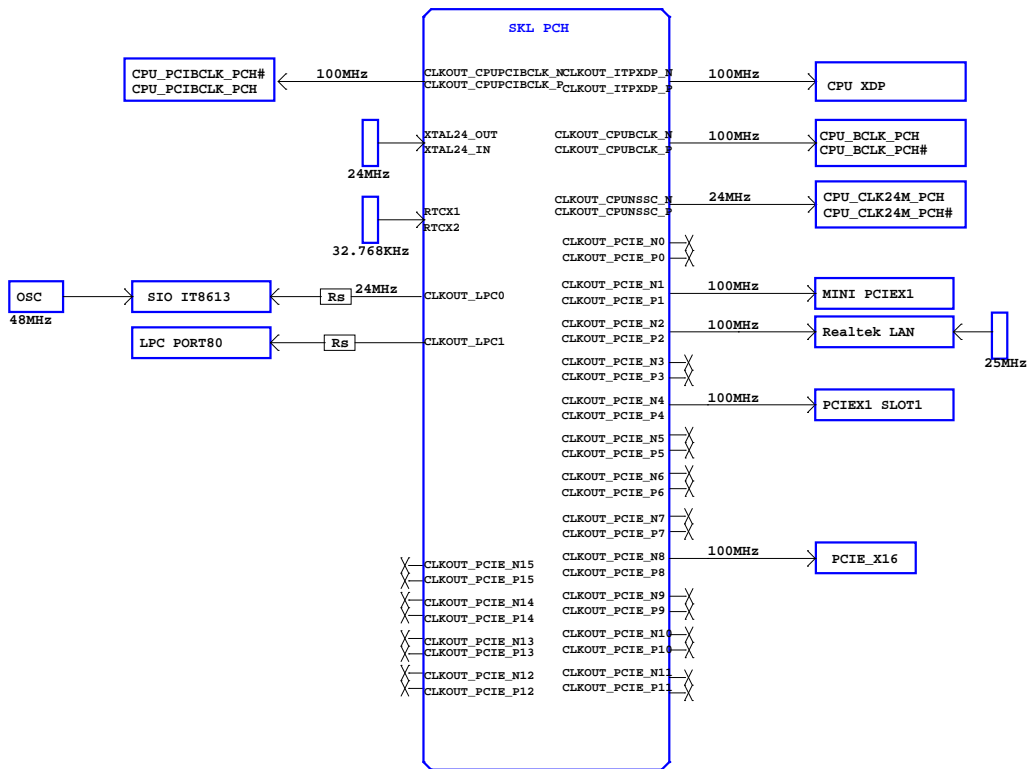 SKL PCH
CPU_PCIBCLK_PCH#
CPU_PCIBCLK_PCH
100MHz
CLKOUT_CPUPCIBCLK_N
CLKOUT_CPUPCIBCLK_P
CLKOUT_ITPXDP_N
CLKOUT_ITPXDP_P
100MHz
CPU XDP
24MHz
XTAL24_OUT
XTAL24_IN
CLKOUT_CPUBCLK_N
CLKOUT_CPUBCLK_P
100MHz
CPU_BCLK_PCH
CPU_BCLK_PCH#
32.768KHz
RTCX1
RTCX2
CLKOUT_CPUNSSC_N
CLKOUT_CPUNSSC_P
24MHz
CPU_CLK24M_PCH
CPU_CLK24M_PCH#
CLKOUT_PCIE_N0
CLKOUT_PCIE_P0
OSC
48MHz
SIO IT8613
Rs
24MHz
CLKOUT_LPC0
CLKOUT_PCIE_N1
CLKOUT_PCIE_P1
100MHz
MINI PCIEX1
LPC PORT80
Rs
CLKOUT_LPC1
CLKOUT_PCIE_N2
CLKOUT_PCIE_P2
100MHz
Realtek LAN
25MHz
CLKOUT_PCIE_N3
CLKOUT_PCIE_P3
CLKOUT_PCIE_N4
CLKOUT_PCIE_P4
100MHz
PCIEX1 SLOT1
CLKOUT_PCIE_N5
CLKOUT_PCIE_P5
CLKOUT_PCIE_N6
CLKOUT_PCIE_P6
CLKOUT_PCIE_N7
CLKOUT_PCIE_P7
CLKOUT_PCIE_N8
CLKOUT_PCIE_P8
100MHz
PCIE_X16
CLKOUT_PCIE_N15
CLKOUT_PCIE_P15
CLKOUT_PCIE_N9
CLKOUT_PCIE_P9
CLKOUT_PCIE_N14
CLKOUT_PCIE_P14
CLKOUT_PCIE_N10
CLKOUT_PCIE_P10
CLKOUT_PCIE_N13
CLKOUT_PCIE_P13
CLKOUT_PCIE_N11
CLKOUT_PCIE_P11
CLKOUT_PCIE_N12
CLKOUT_PCIE_P12